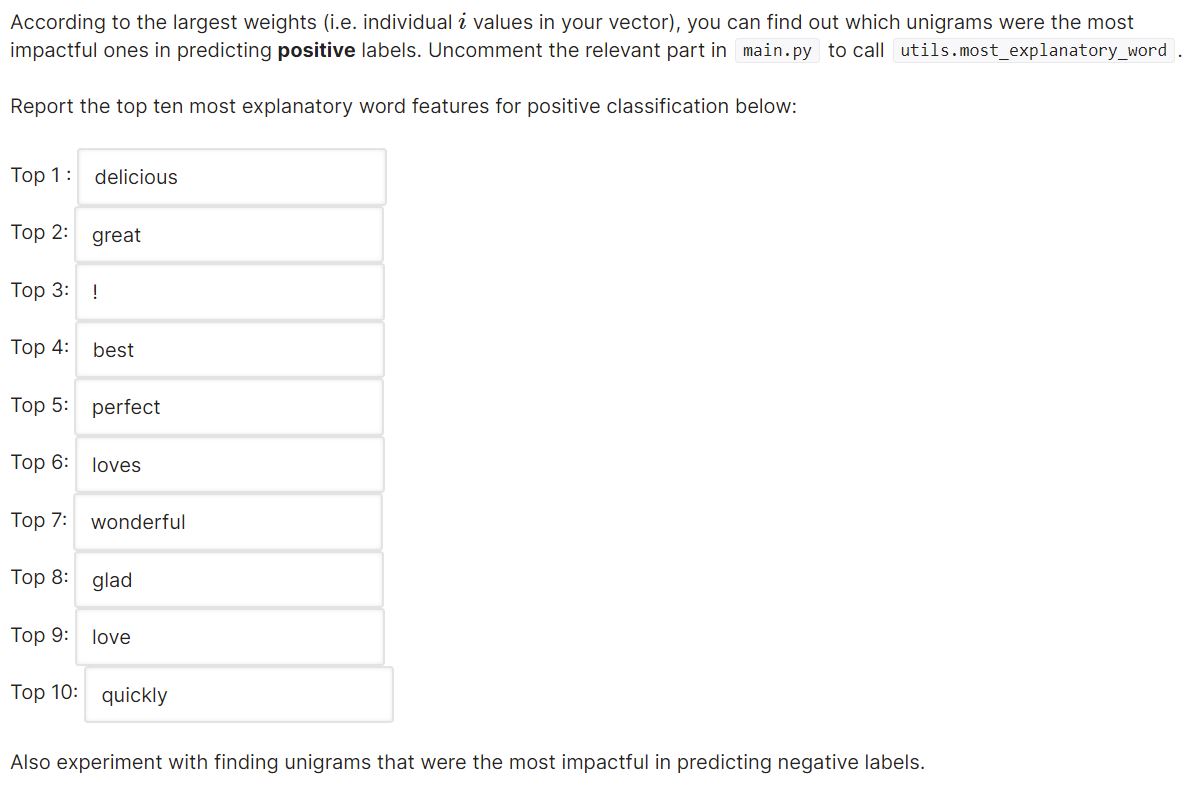 According to the largest weights (i.e. individual i values in your vector), you can find out which unigrams were the most
impactful ones in predicting positive labels. Uncomment the relevant part in main.py to call utils.most_explanatory_word .
Report the top ten most explanatory word features for positive classification below:
Top 1 : delicious
Top 2: great
Top 3: !
Top 4: best
Top 5: perfect
Top 6: loves
Top 7: wonderful
Top 8: glad
Top 9: love
Top 10: quickly
Also experiment with finding unigrams that were the most impactful in predicting negative labels.